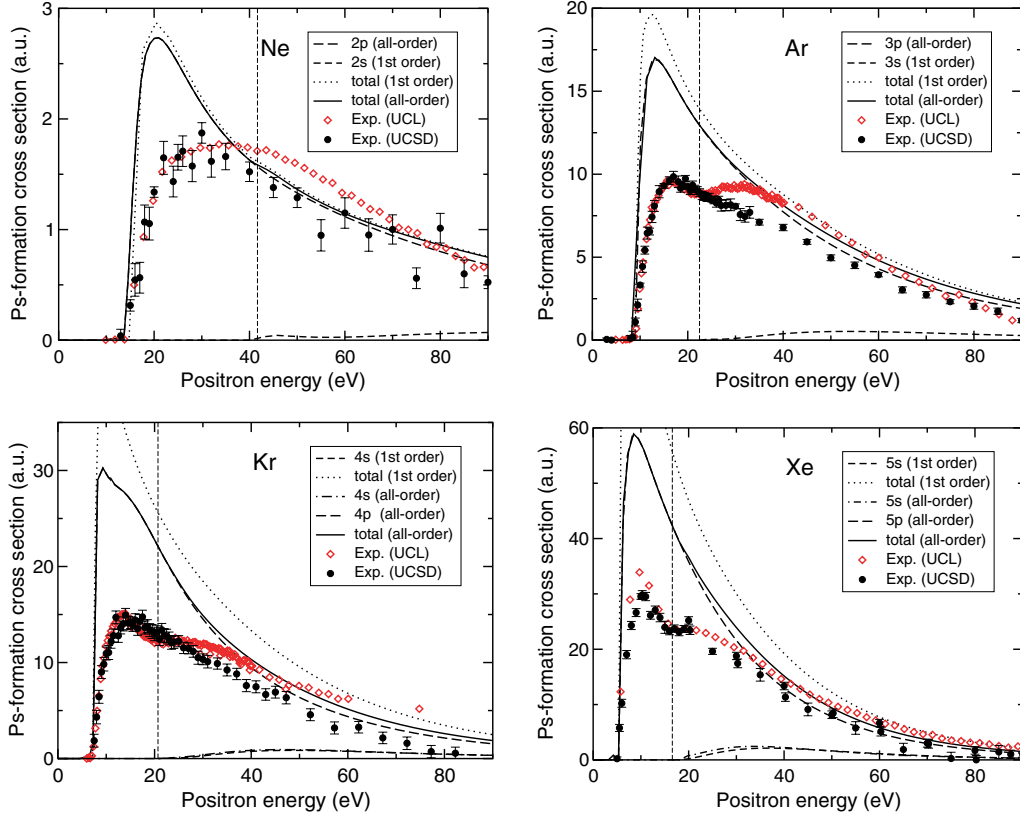 Ne
2p (all-order)
2s (1st order)
total (1st order)
total (all-order)
Exp. (UCL)
Exp. (UCSD)
3
2
1
0
0 20 40 60 80
Positron energy (eV)
Ps-formation cross section (a.u.)
Ar
3p (all-order)
3s (1st order)
total (1st order)
total (all-order)
Exp. (UCL)
Exp. (UCSD)
20
15
10
5
0
0 20 40 60 80
Positron energy (eV)
Ps-formation cross section (a.u.)
Kr
4s (1st order)
total (1st order)
4s (all-order)
4p (all-order)
total (all-order)
Exp. (UCL)
Exp. (UCSD)
30
20
10
0
0 20 40 60 80
Positron energy (eV)
Ps-formation cross section (a.u.)
Xe
5s (1st order)
total (1st order)
5s (all-order)
5p (all-order)
total (all-order)
Exp. (UCL)
Exp. (UCSD)
60
40
20
0
0 20 40 60 80
Positron energy (eV)
Ps-formation cross section (a.u.)